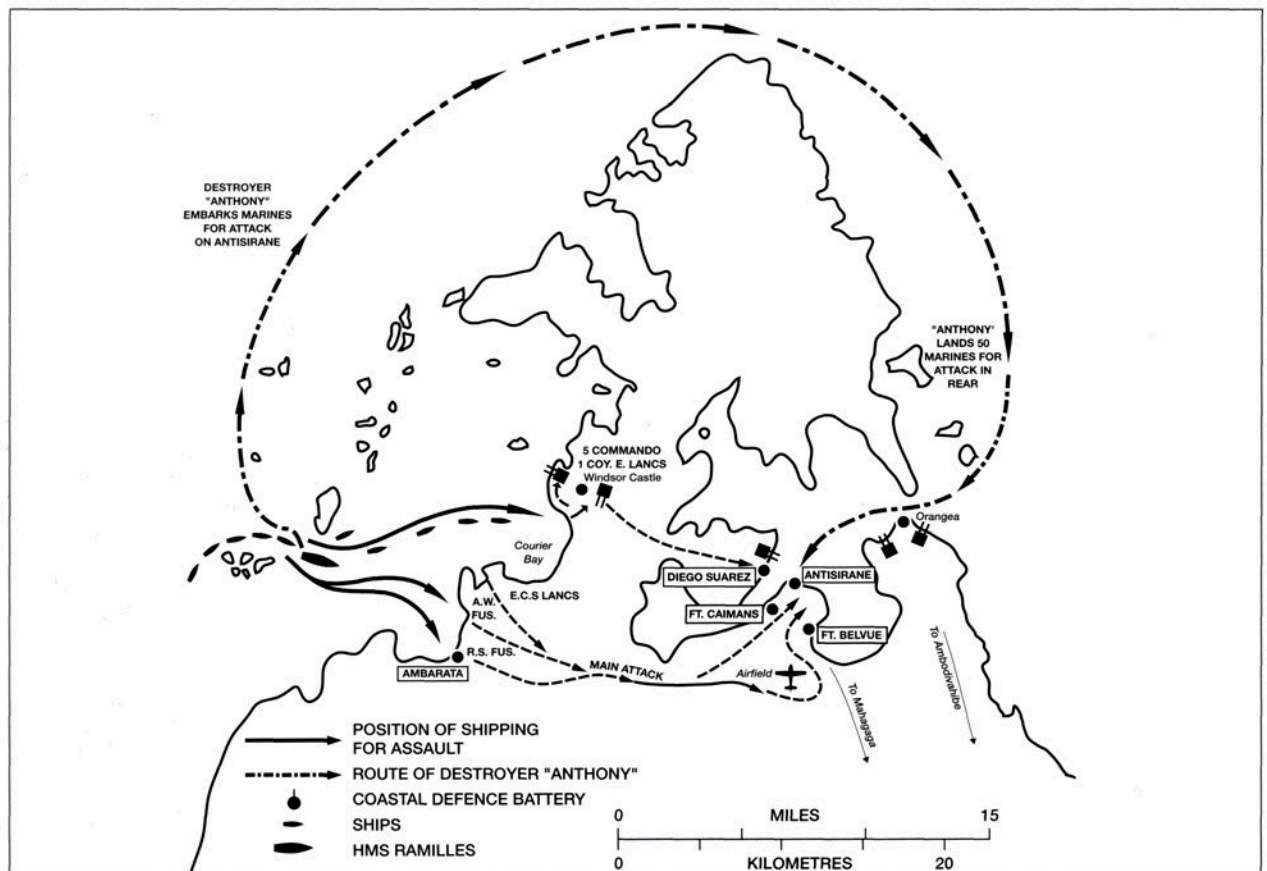 DESTROYER
"ANTHONY"
EMBARKS MARINES
FOR ATTACK
ON ANTISIRANE
"ANTHONY'
LANDS 50
MARINES FOR
ATTACK IN
REAR
5 COMMANDO
1 COY. E. LANCS
Windsor Castle
Orangea
Courier
Bay
DIEGO SUAREZ
ANTISIRANE
E.C.S LANCS
A.W.
FUS.
FT. CAIMANS
FT. BELVUE
R.S. FUS.
AMBARATA
MAIN ATTACK
Airfield
To Mahagaga
To Ambodivahibe
POSITION OF SHIPPING
FOR ASSAULT
ROUTE OF DESTROYER "ANTHONY"
COASTAL DEFENCE BATTERY
SHIPS
HMS RAMILLES
0 MILES 15
0 KILOMETRES 20